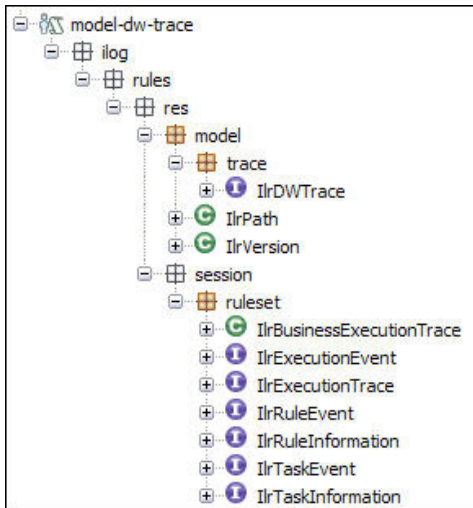 model-dw-trace
ilog
rules
res
model
trace
I IlrDWTrace
C IlrPath
C IlrVersion
session
ruleset
C IlrBusinessExecutionTrace
I IlrExecutionEvent
I IlrExecutionTrace
I IlrRuleEvent
I IlrRuleInformation
I IlrTaskEvent
I IlrTaskInformation